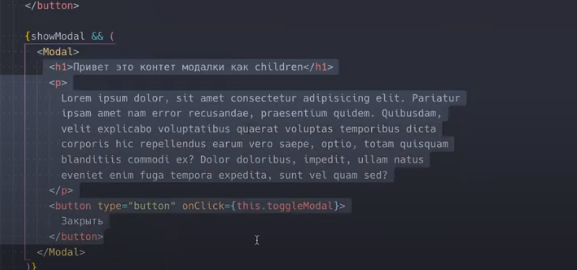 </button>
{showModal && (
<Modal>
<h1>Привет это контет модалки как children</h1>
<p>
Lorem ipsum dolor, sit amet consectetur adipisicing elit. Pariatur
ipsam amet nam error recusandae, praesentium quidem. Quibusdam,
velit explicabo voluptatibus quaerat voluptas temporibus dicta
corporis hic repellendus earum vero saepe, optio, totam quisquam
blanditiis commodi ex? Dolor doloribus, impedit, ullam natus
eveniet enim fuga tempora expedita, sunt vel quam sed?
</p>
<button type="button" onClick={this.toggleModal}>
Закрыть
</button>
</Modal>
)}